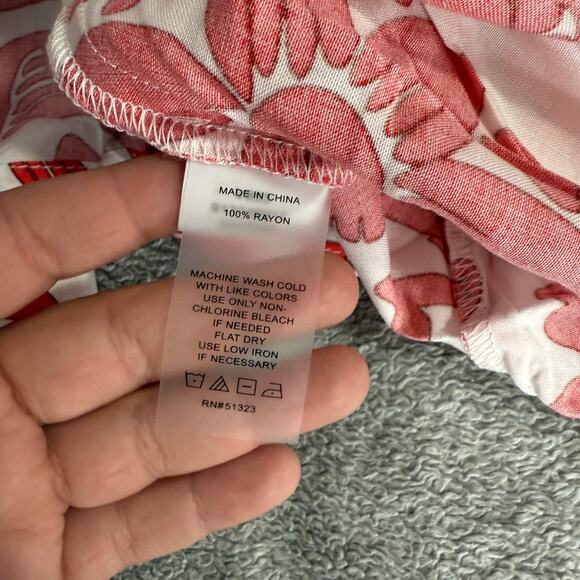 MADE IN CHINA
100% RAYON
MACHINE WASH COLD
WITH LIKE COLORS
USE ONLY NON-
CHLORINE BLEACH
IF NEEDED
FLAT DRY
USE LOW IRON
IF NECESSARY
RN#51323